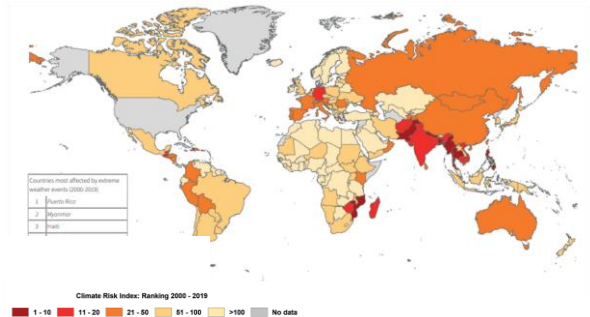 Countries most affected by extreme
weather events (2000-2019)
1 Puerto Rico
2 Myanmar
3 Haiti
Climate Risk Index: Ranking 2000 - 2019
1 - 10 11 - 20 21 - 50 51 - 100 >100 No data